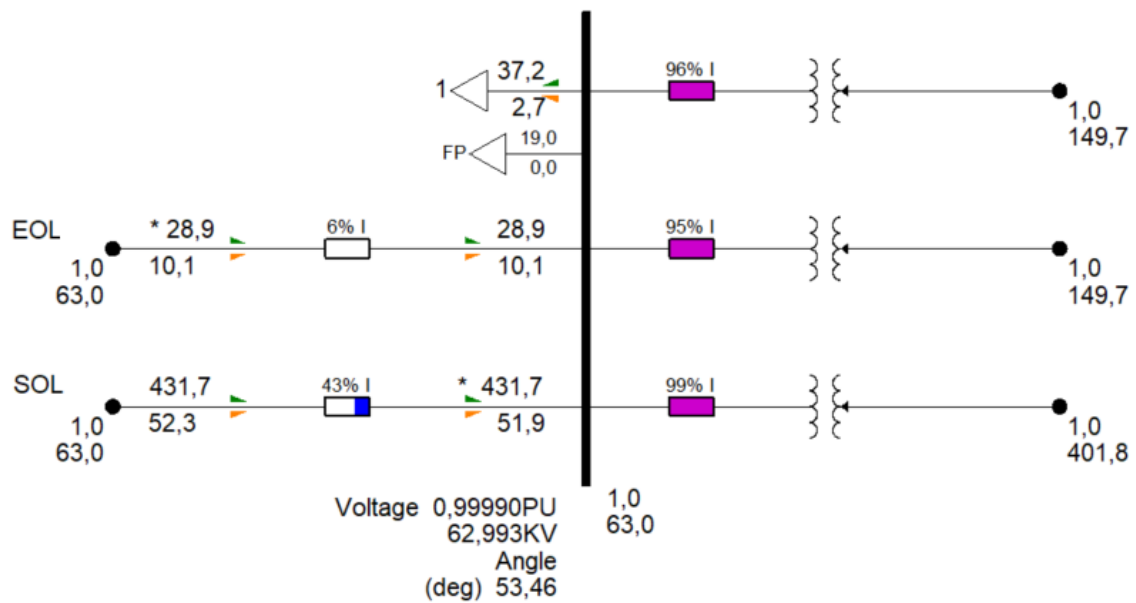 37,2
96% I
1
2,7
1,0
149,7
19,0
FP
0,0
EOL
* 28,9
6% I
28,9
95% I
1,0
63,0
10,1
10,1
1,0
149,7
SOL
431,7
43% I
* 431,7
99% I
1,0
63,0
52,3
51,9
1,0
401,8
Voltage 0,99990PU
62,993KV
Angle
(deg) 53,46
1,0
63,0